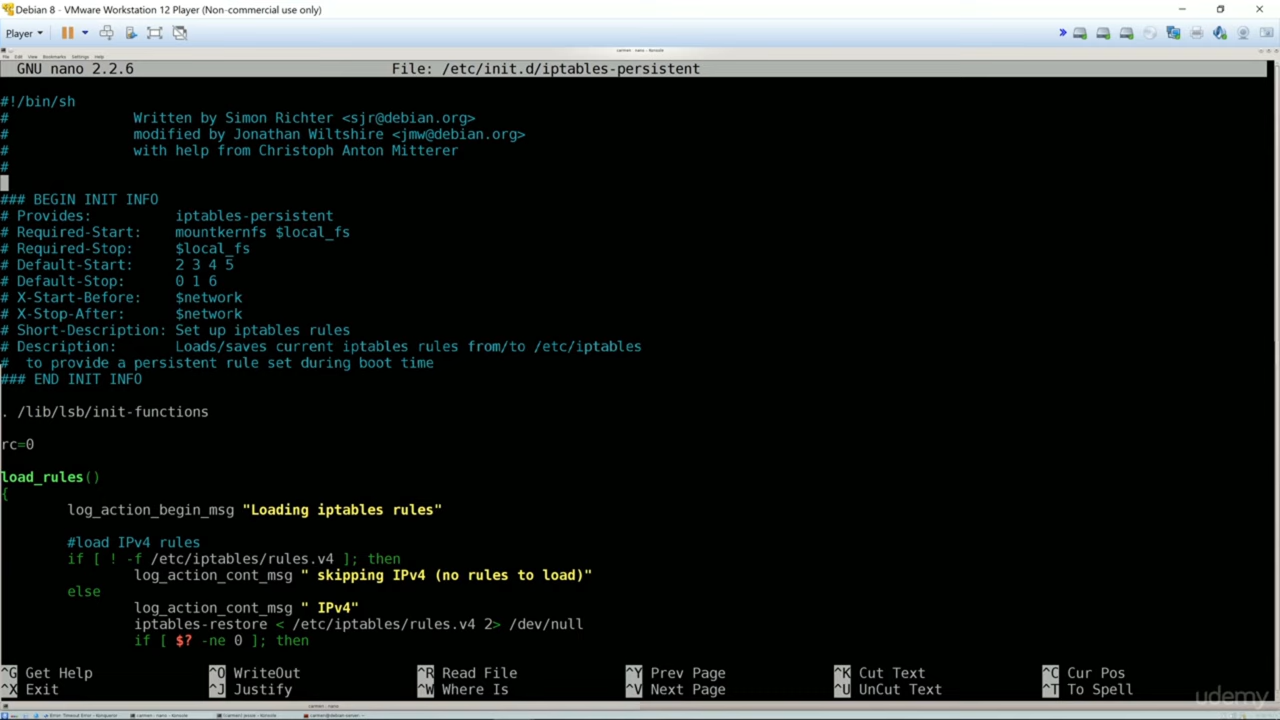 Debian 8 - VMware Workstation 12 Player (Non-commercial use only)
Player
File Edit View Bookmarks Settings Help
GNU nano 2.2.6 File: /etc/init.d/iptables-persistent
#!/bin/sh
# Written by Simon Richter <sjr@debian.org>
# modified by Jonathan Wiltshire <jmw@debian.org>
# with help from Christoph Anton Mitterer
#
### BEGIN INIT INFO
# Provides: iptables-persistent
# Required-Start: mountkernfs $local_fs
# Required-Stop: $local_fs
# Default-Start: 2 3 4 5
# Default-Stop: 0 1 6
# X-Start-Before: $network
# X-Stop-After: $network
# Short-Description: Set up iptables rules
# Description: Loads/saves current iptables rules from/to /etc/iptables
# to provide a persistent rule set during boot time
### END INIT INFO
. /lib/lsb/init-functions
rc=0
load_rules()
{
log_action_begin_msg "Loading iptables rules"
#load IPv4 rules
if [ ! -f /etc/iptables/rules.v4 ]; then
log_action_cont_msg " skipping IPv4 (no rules to load)"
else
log_action_cont_msg " IPv4"
iptables-restore < /etc/iptables/rules.v4 2> /dev/null
if [ $? -ne 0 ]; then
^G Get Help ^O WriteOut ^R Read File ^Y Prev Page ^K Cut Text ^C Cur Pos
^X Exit ^J Justify ^W Where Is ^V Next Page ^U UnCut Text ^T To Spell
udemy